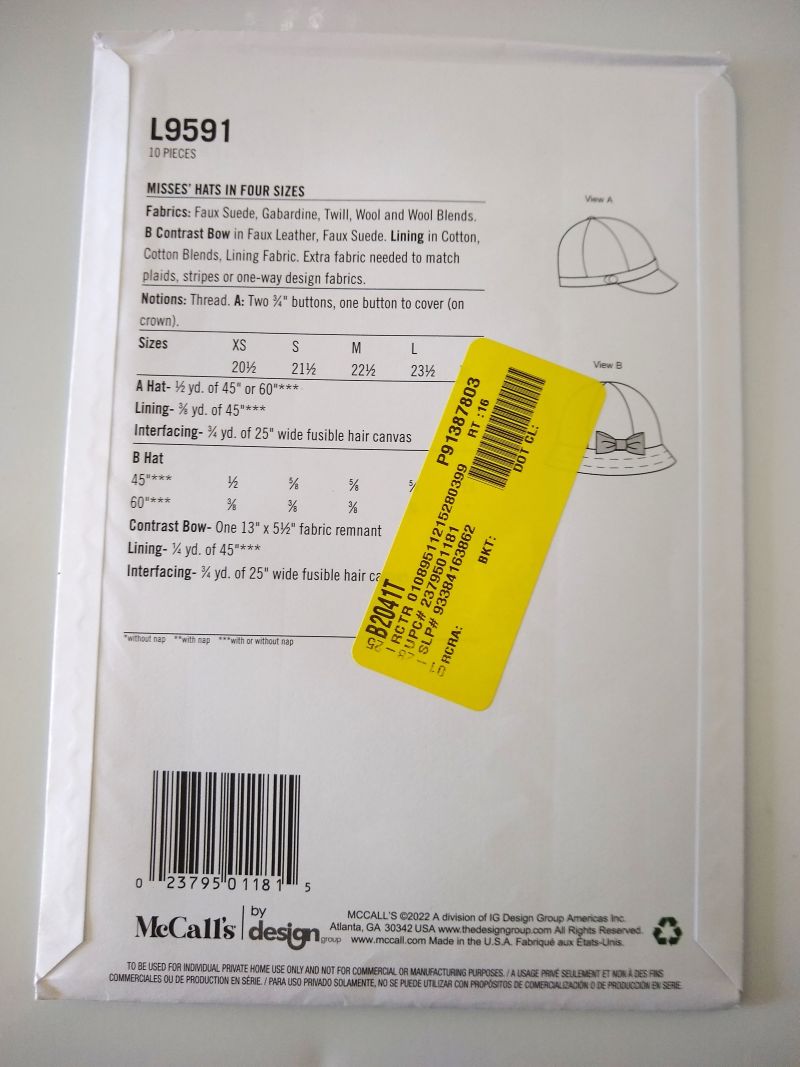 L9591
10 PIECES
MISSES' HATS IN FOUR SIZES
Fabrics: Faux Suede, Gabardine, Twill, Wool and Wool Blends.
B Contrast Bow in Faux Leather, Faux Suede. Lining in Cotton,
Cotton Blends, Lining Fabric. Extra fabric needed to match
plaids, stripes or one-way design fabrics.
Notions: Thread. A: Two ¾" buttons, one button to cover (on
crown).
Sizes XS S M L
20½ 21½ 22½ 23½
A Hat- ½ yd. of 45" or 60"***
Lining- ⅝ yd. of 45"***
Interfacing- ¾ yd. of 25" wide fusible hair canvas
B Hat
45"*** ½ ⅝ ⅝
60"*** ⅜ ⅜ ⅜
Contrast Bow- One 13" x 5½" fabric remnant
Lining- ¼ yd. of 45"***
Interfacing- ¾ yd. of 25" wide fusible hair ca
*without nap **with nap ***with or without nap
View A
View B
P91387803
RT :16
DOT CL:
B2041T
RCTR 01089511215280399
UPC# 2379501181
SLP# 93384163862
BKT:
RCRA:
0 23795 01181 5
McCall's by design group
MCCALL'S ©2022 A division of IG Design Group Americas Inc.
Atlanta, GA 30342 USA www.thedesigngroup.com All Rights Reserved.
www.mccall.com Made in the U.S.A. Fabriqué aux États-Unis.
TO BE USED FOR INDIVIDUAL PRIVATE HOME USE ONLY AND NOT FOR COMMERCIAL OR MANUFACTURING PURPOSES. / A USAGE PRIVÉ SEULEMENT ET NON À DES FINS
COMMERCIALES OU DE PRODUCTION EN SÉRIE. / PARA USO PRIVADO SOLAMENTE, NO SE PUEDE UTILIZAR CON PROPÓSITOS DE COMERCIALIZACIÓN O DE PRODUCCIÓN EN SERIE.